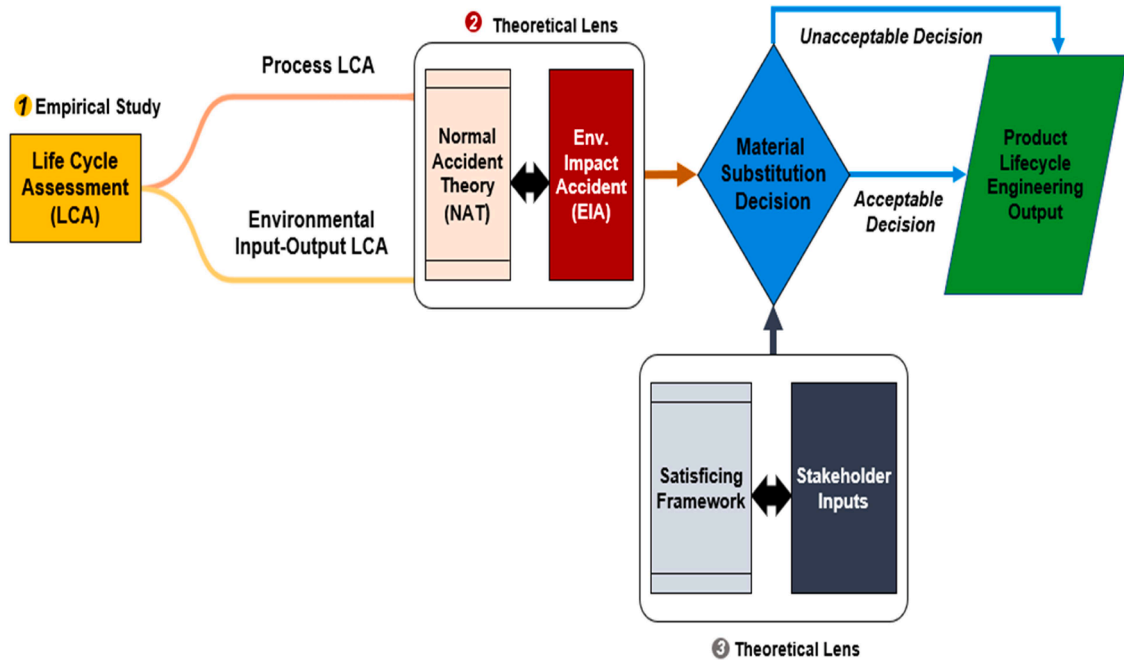 2 Theoretical Lens
Unacceptable Decision
Process LCA
1 Empirical Study
Life Cycle
Assessment
(LCA)
Normal
Accident
Theory
(NAT)
Env.
Impact
Accident
(EIA)
Material
Substitution
Decision
Product
Lifecycle
Engineering
Output
Acceptable
Decision
Environmental
Input-Output LCA
Satisficing
Framework
Stakeholder
Inputs
3 Theoretical Lens